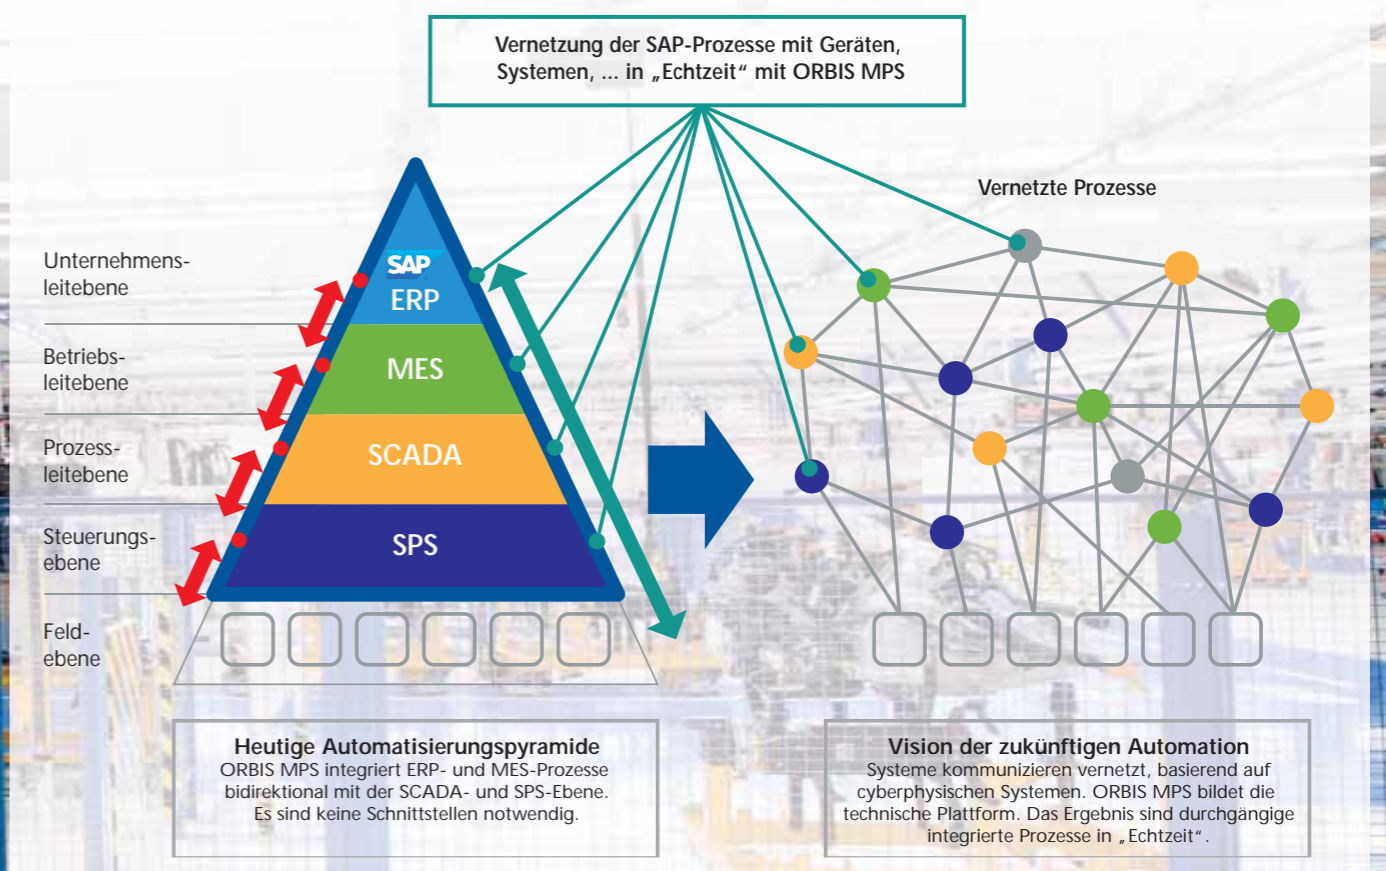 Vernetzung der SAP-Prozesse mit Geräten,
Systemen, ... in „Echtzeit“ mit ORBIS MPS
Vernetzte Prozesse
Unternehmens-
leitebene
SAP
ERP
Betriebs-
leitebene
MES
Prozess-
leitebene
SCADA
Steuerungs-
ebene
SPS
Feld-
ebene
Heutige Automatisierungspyramide
ORBIS MPS integriert ERP- und MES-Prozesse
bidirektional mit der SCADA- und SPS-Ebene.
Es sind keine Schnittstellen notwendig.
Vision der zukünftigen Automation
Systeme kommunizieren vernetzt, basierend auf
cyberphysischen Systemen. ORBIS MPS bildet die
technische Plattform. Das Ergebnis sind durchgängige
integrierte Prozesse in „Echtzeit“.